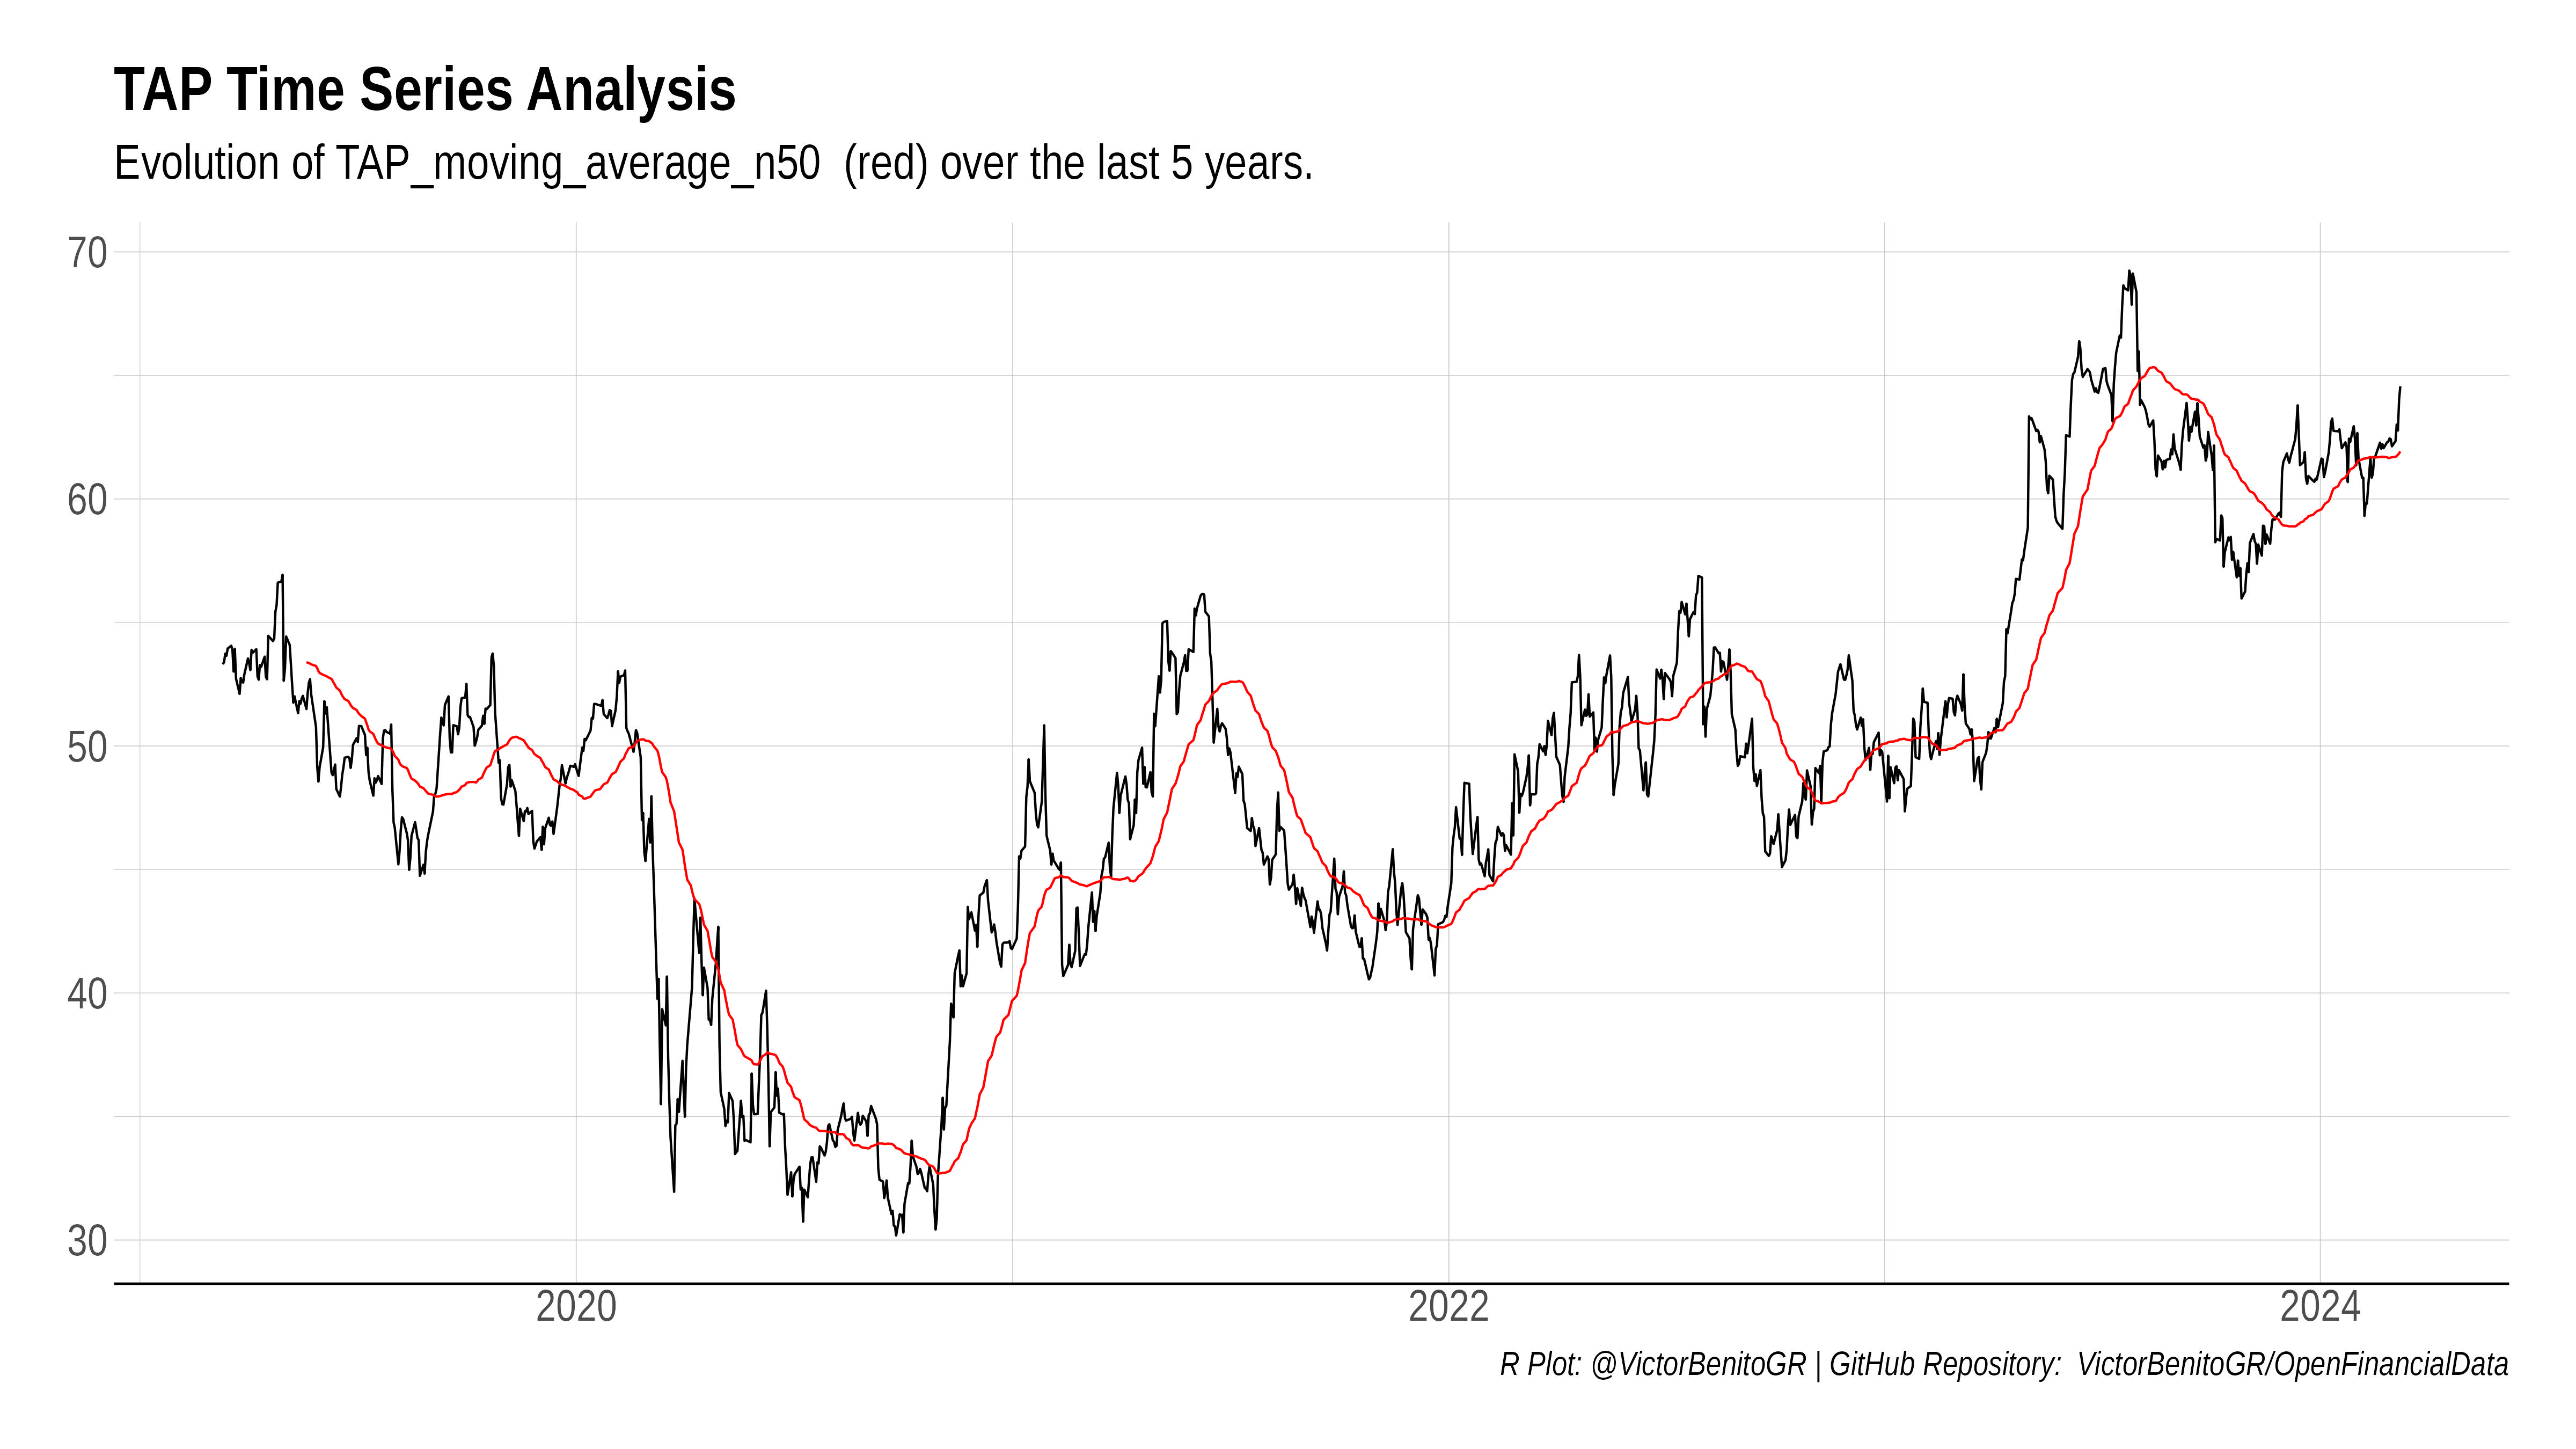 TAP Time Series Analysis
Evolution of TAP_moving_average_n50  (red) over the last 5 years.
70
60
50
40
30
2020
2022
2024
R Plot: @VictorBenitoGR | GitHub Repository:  VictorBenitoGR/OpenFinancialData